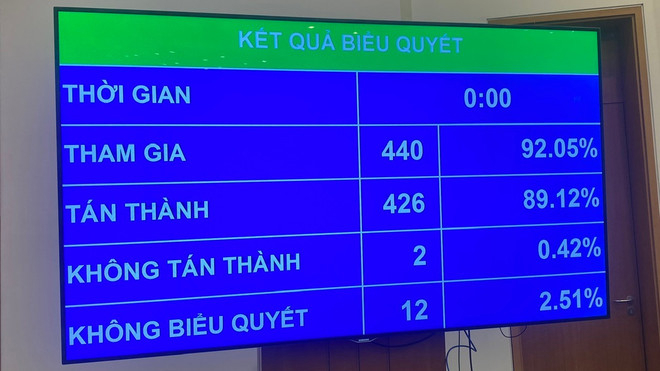 KẾT QUẢ BIỂU QUYẾT
THỜI GIAN 0:00
THAM GIA 440 92.05%
TÁN THÀNH 426 89.12%
KHÔNG TÁN THÀNH 2 0.42%
KHÔNG BIỂU QUYẾT 12 2.51%